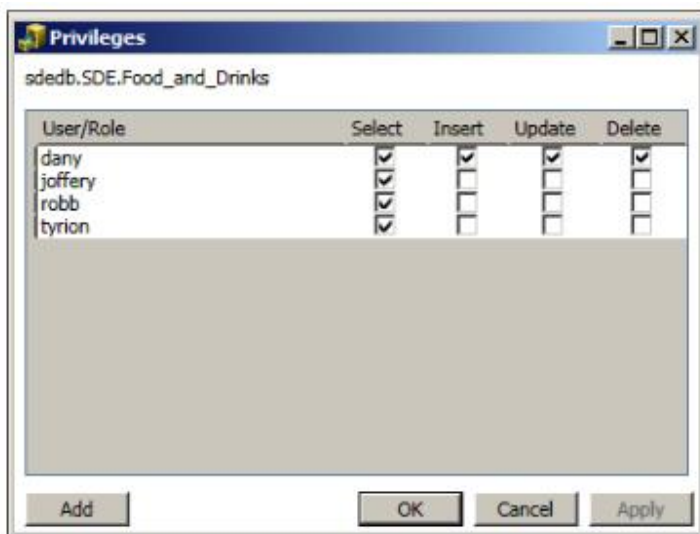 Privileges
sdedb.SDE.Food_and_Drinks
User/Role Select Insert Update Delete
dany
joffery
robb
tyrion
Add OK Cancel Apply